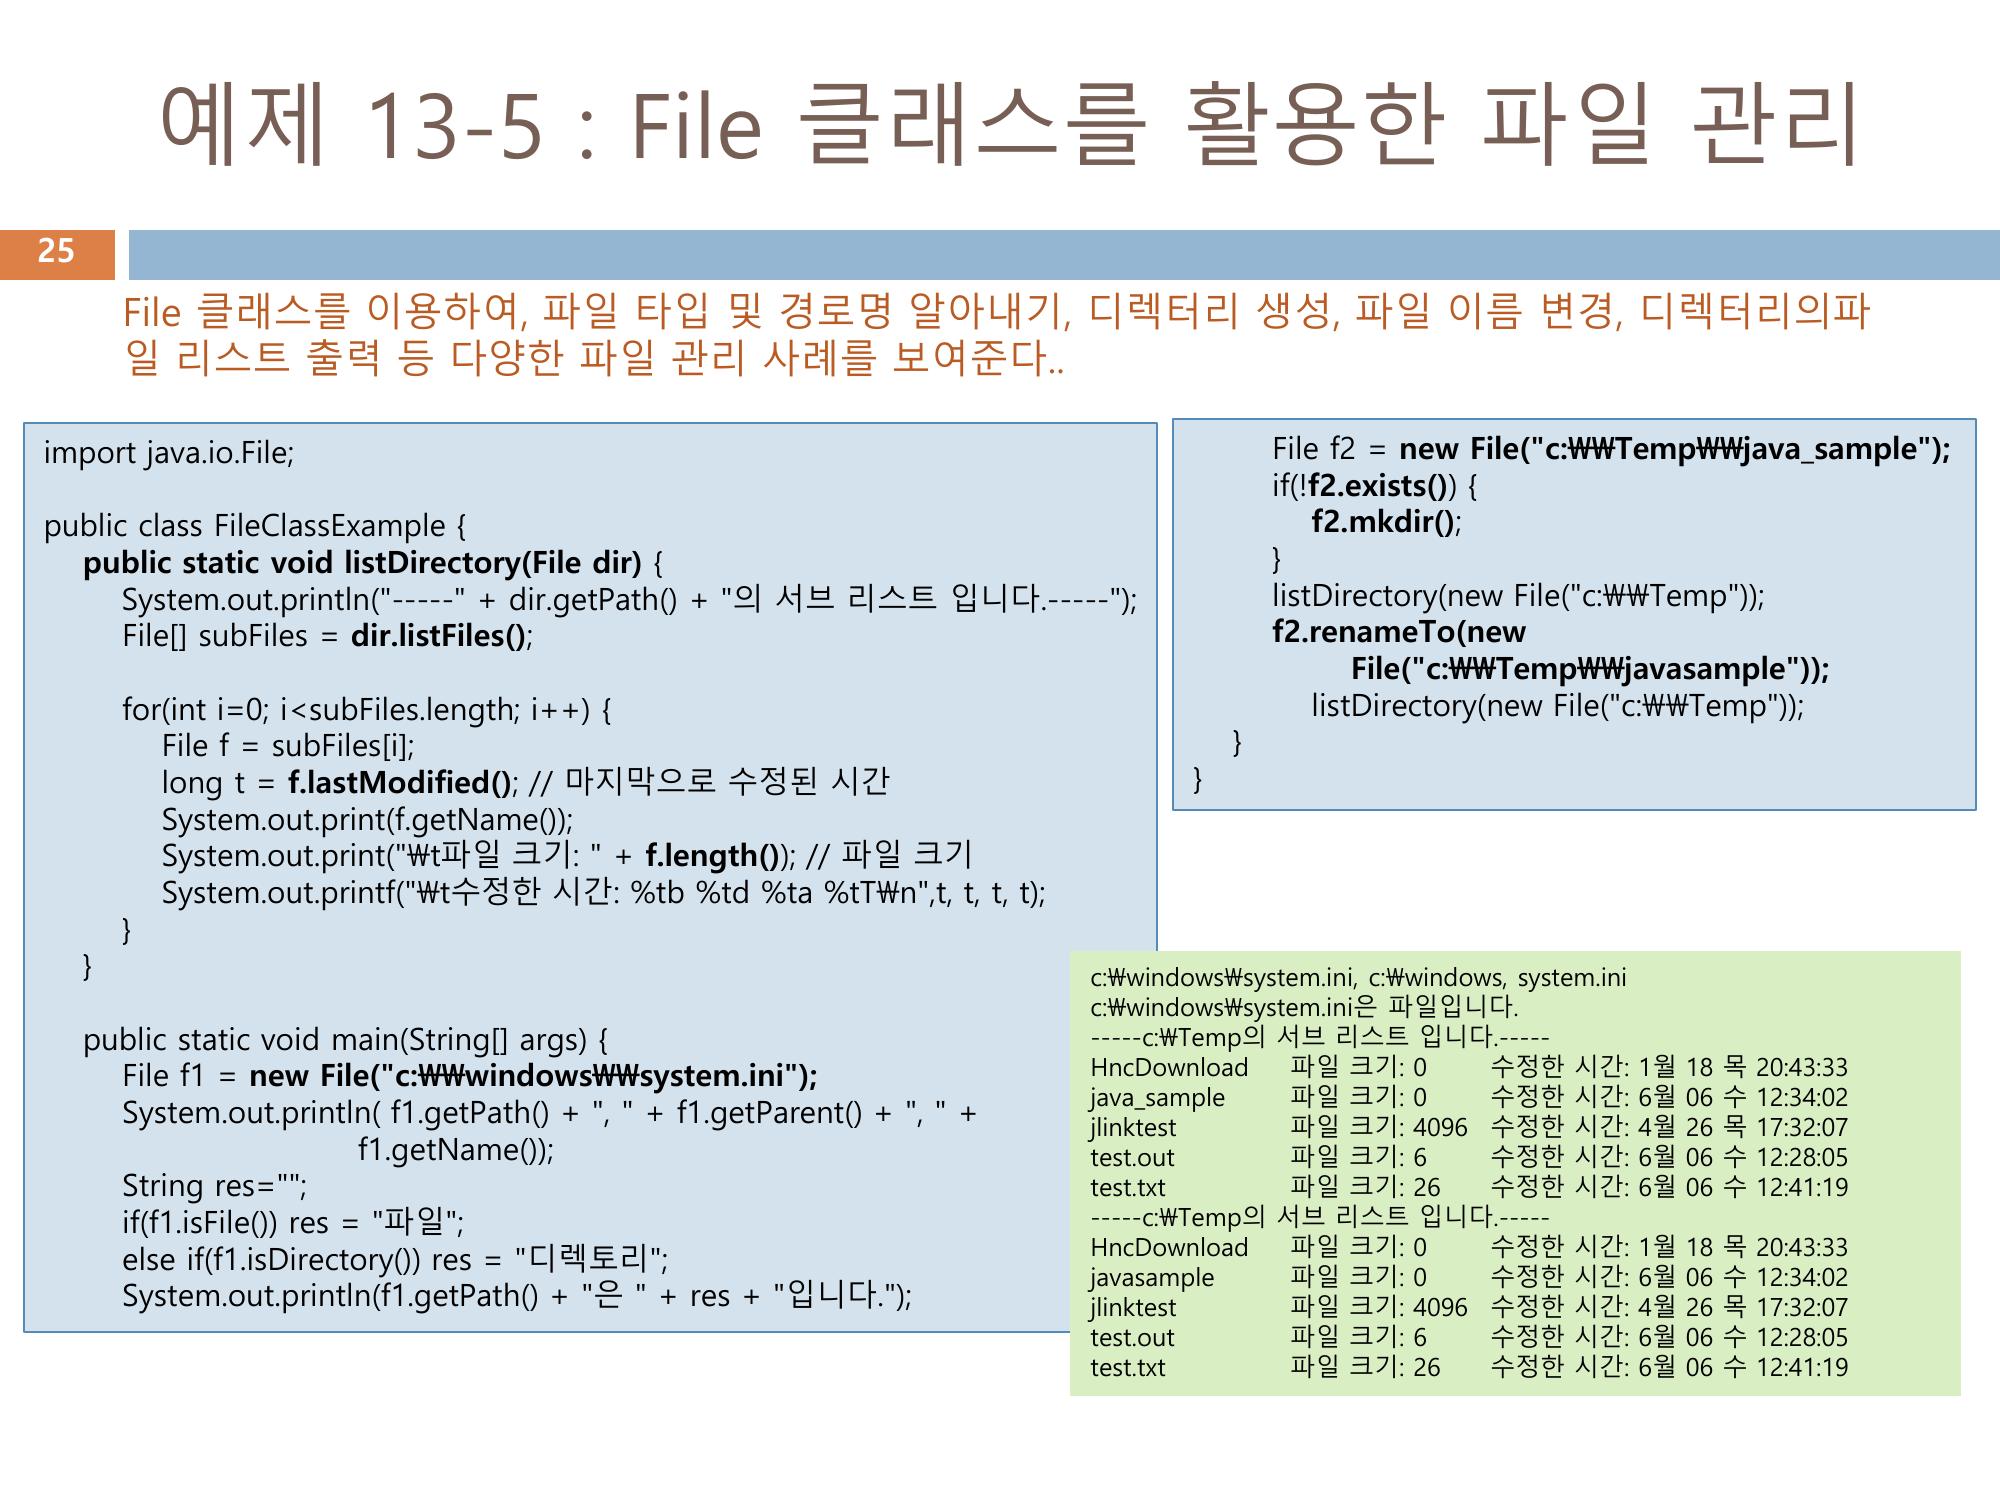 예제 13-5 : File 클래스를 활용한 파일 관리
25
File 클래스를 이용하여, 파일 타입 및 경로명 알아내기, 디렉터리 생성, 파일 이름 변경, 디렉터리의파
일 리스트 출력 등 다양한 파일 관리 사례를 보여준다..
import java.io.File;
public class FileClassExample {
public static void listDirectory(File dir) {
System.out.println("-----" + dir.getPath() + "의 서브 리스트 입니다.-----");
File[] subFiles = dir.listFiles();
for(int i=0; i<subFiles.length; i++) {
File f = subFiles[i];
long t = f.lastModified(); // 마지막으로 수정된 시간
System.out.print(f.getName());
System.out.print("₩t파일 크기: " + f.length()); // 파일 크기
System.out.printf("₩t수정한 시간: %tb %td %ta %tT₩n",t, t, t, t);
}
}
public static void main(String[] args) {
File f1 = new File("c:₩₩windows₩₩system.ini");
System.out.println( f1.getPath() + ", " + f1.getParent() + ", " +
f1.getName());
String res="";
if(f1.isFile()) res = "파일";
else if(f1.isDirectory()) res = "디렉토리";
System.out.println(f1.getPath() + "은 " + res + "입니다.");
File f2 = new File("c:₩₩Temp₩₩java_sample");
if(!f2.exists()) {
f2.mkdir();
}
listDirectory(new File("c:₩₩Temp"));
f2.renameTo(new
File("c:₩₩Temp₩₩javasample"));
listDirectory(new File("c:₩₩Temp"));
}
}
c:₩windows₩system.ini, c:₩windows, system.ini
c:₩windows₩system.ini은 파일입니다.
-----c:₩Temp의 서브 리스트 입니다.-----
HncDownload 파일 크기: 0 수정한 시간: 1월 18 목 20:43:33
java_sample 파일 크기: 0 수정한 시간: 6월 06 수 12:34:02
jlinktest 파일 크기: 4096 수정한 시간: 4월 26 목 17:32:07
test.out 파일 크기: 6 수정한 시간: 6월 06 수 12:28:05
test.txt 파일 크기: 26 수정한 시간: 6월 06 수 12:41:19
-----c:₩Temp의 서브 리스트 입니다.-----
HncDownload 파일 크기: 0 수정한 시간: 1월 18 목 20:43:33
javasample 파일 크기: 0 수정한 시간: 6월 06 수 12:34:02
jlinktest 파일 크기: 4096 수정한 시간: 4월 26 목 17:32:07
test.out 파일 크기: 6 수정한 시간: 6월 06 수 12:28:05
test.txt 파일 크기: 26 수정한 시간: 6월 06 수 12:41:19